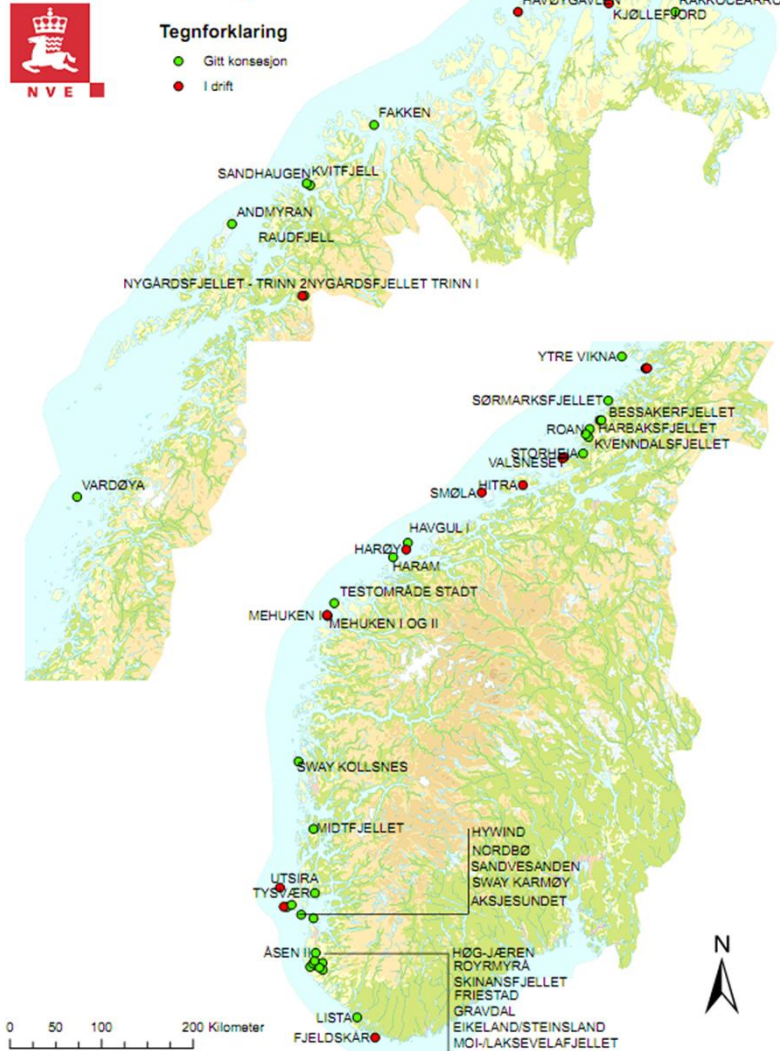 HAVØYGAVLEN
KJØLLEFJORD
RAKKOCEARRO
NVE
Tegnforklaring
Gitt konsesjon
I drift
FAKKEN
SANDHAUGEN KVITFJELL
ANDMYRAN
RAUDFJELL
NYGÅRDSFJELLET - TRINN 2 NYGÅRDSFJELLET TRINN I
YTRE VIKNA
SØRMARKSFJELLET
BESSAKERFJELLET
ROAN HARBAKSFJELLET
KVENNDALSFJELLET
STORHEIA
VALSNESET
HITRA
SMØLA
VARDØYA
HAVGUL I
HARØY
HARAM
TESTOMRÅDE STADT
MEHUKEN I
MEHUKEN I OG II
SWAY KOLLSNES
MIDTFJELLET
HYWIND
NORDBØ
SANDVESANDEN
SWAY KARMØY
AKSJESUNDET
UTSIRA
TYSVÆR
ÅSEN II
HØG-JÆREN
ROYRMYRÅ
SKINANSFJELLET
FRIESTAD
GRAVDAL
EIKELAND/STEINSLAND
MOI-/LAKSEVELAFJELLET
LISTA
FJELDSKÅR
N
0 50 100 200 Kilometer